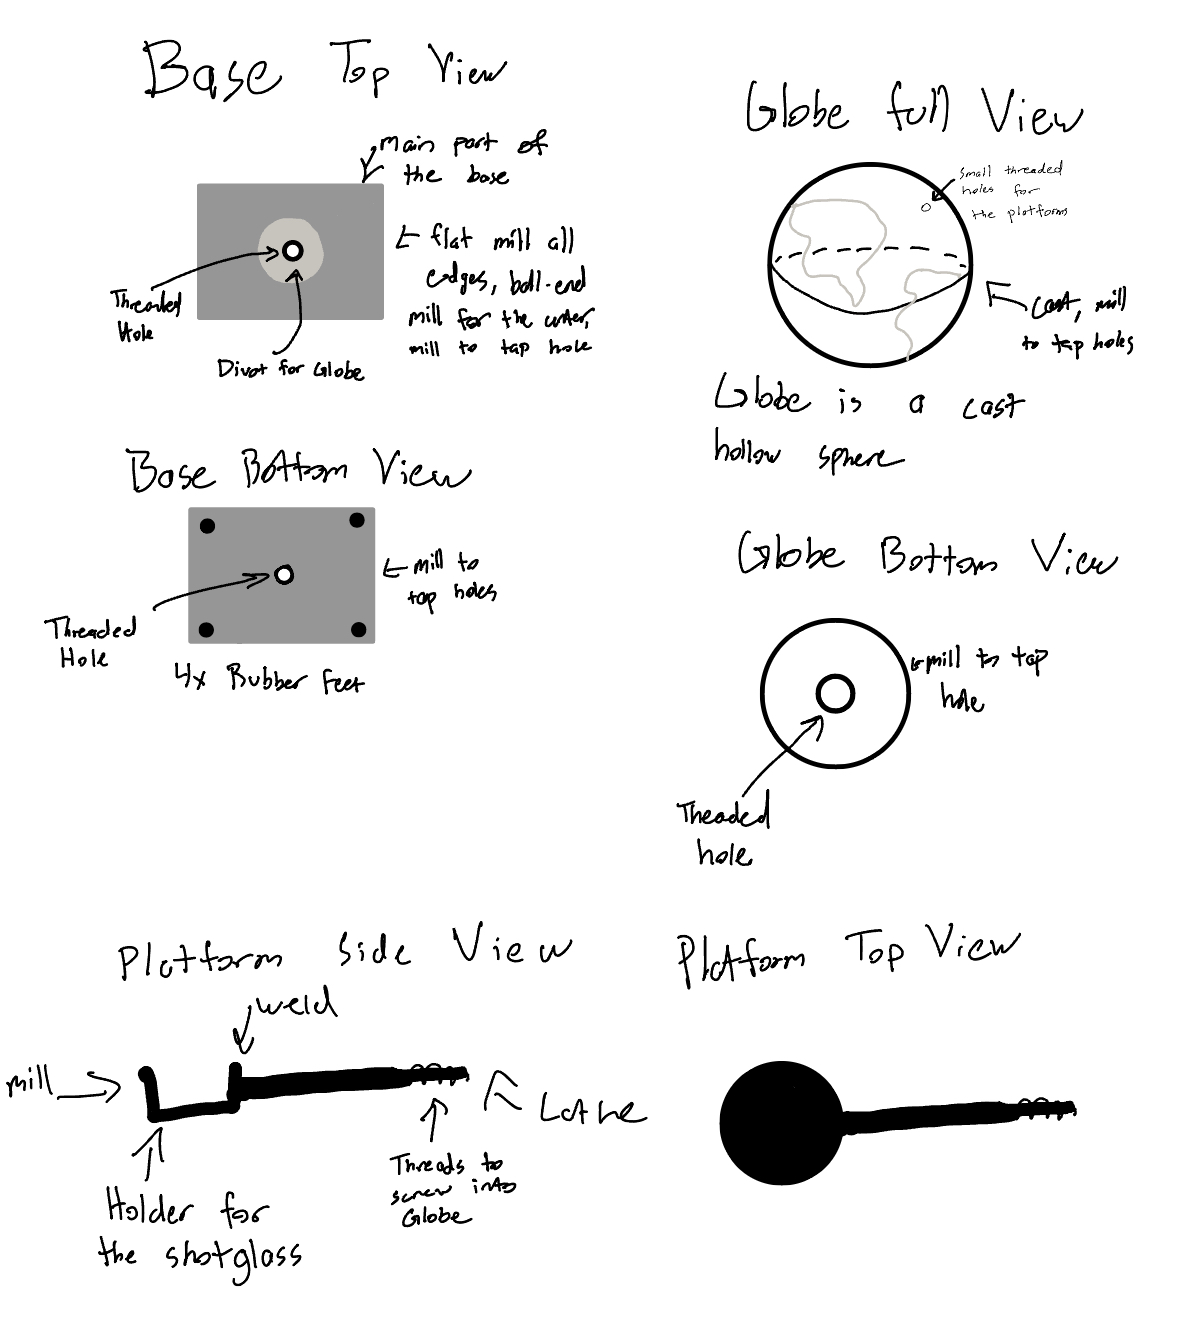 Base Top View
main part of
the base
← flat mill all
edges, ball-end
mill for the center,
mill to tap hole
Threaded
Hole
Divot for Globe
Globe full View
Small threaded
holes for
the platforms
cast, mill
to tap holes
Globe is a cast
hollow sphere
Base Bottom View
← mill to
tap holes
Threaded
Hole
4x Rubber Feet
Globe Bottom View
← mill to tap
hole
Theaded
hole
Platform Side View
weld
mill
Lathe
Holder for
the shotglass
Threads to
screw into
Globe
Platform Top View